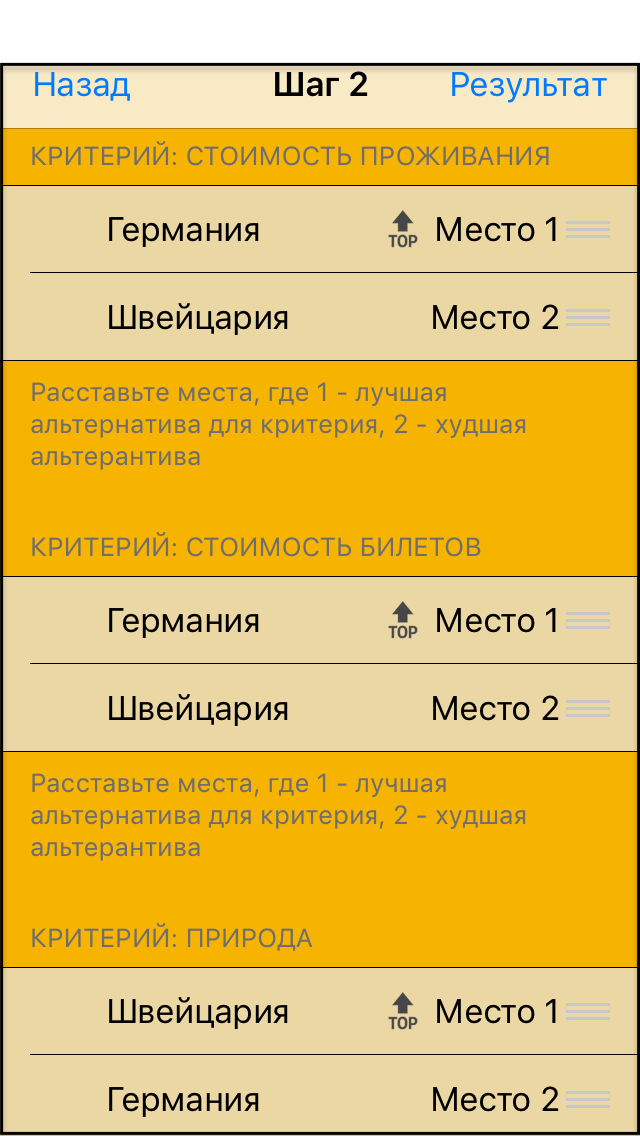 Назад Шаг 2 Результат
КРИТЕРИЙ: СТОИМОСТЬ ПРОЖИВАНИЯ
Германия TOP Место 1
Швейцария Место 2
Расставьте места, где 1 - лучшая
альтернатива для критерия, 2 - худшая
альтерантива
КРИТЕРИЙ: СТОИМОСТЬ БИЛЕТОВ
Германия TOP Место 1
Швейцария Место 2
Расставьте места, где 1 - лучшая
альтернатива для критерия, 2 - худшая
альтерантива
КРИТЕРИЙ: ПРИРОДА
Швейцария TOP Место 1
Германия Место 2